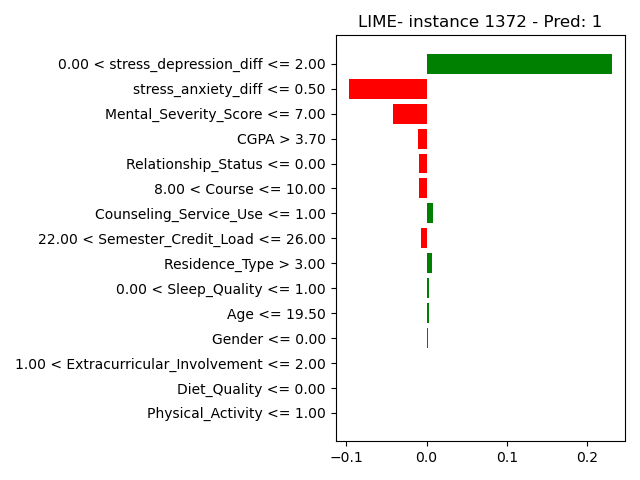 LIME- instance 1372 - Pred: 1
0.00 < stress_depression_diff <= 2.00
stress_anxiety_diff <= 0.50
Mental_Severity_Score <= 7.00
CGPA > 3.70
Relationship_Status <= 0.00
8.00 < Course <= 10.00
Counseling_Service_Use <= 1.00
22.00 < Semester_Credit_Load <= 26.00
Residence_Type > 3.00
0.00 < Sleep_Quality <= 1.00
Age <= 19.50
Gender <= 0.00
1.00 < Extracurricular_Involvement <= 2.00
Diet_Quality <= 0.00
Physical_Activity <= 1.00
−0.1 0.0 0.1 0.2